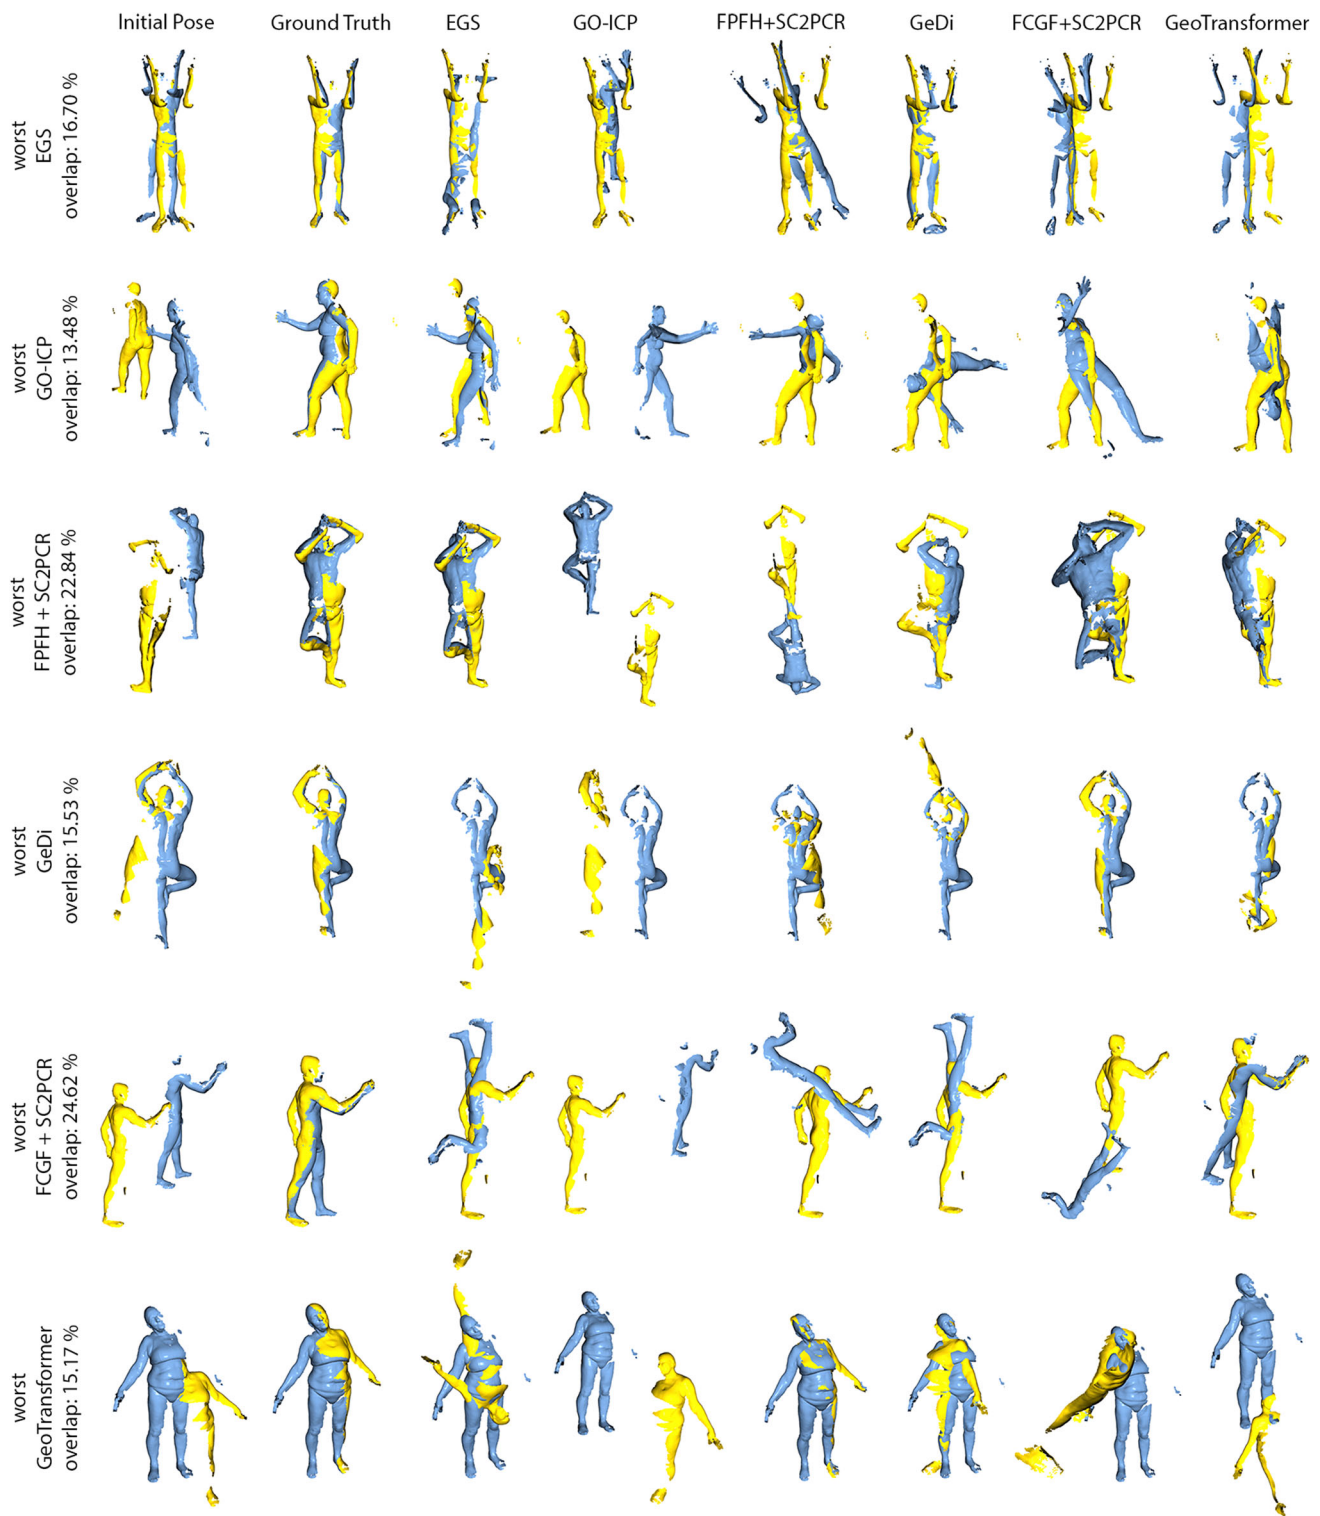 Initial Pose Ground Truth EGS GO-ICP FPFH+SC2PCR GeDi FCGF+SC2PCR GeoTransformer
worst
EGS
overlap: 16.70 %
worst
GO-ICP
overlap: 13.48 %
worst
FPFH + SC2PCR
overlap: 22.84 %
worst
GeDi
overlap: 15.53 %
worst
FCGF + SC2PCR
overlap: 24.62 %
worst
GeoTransformer
overlap: 15.17 %